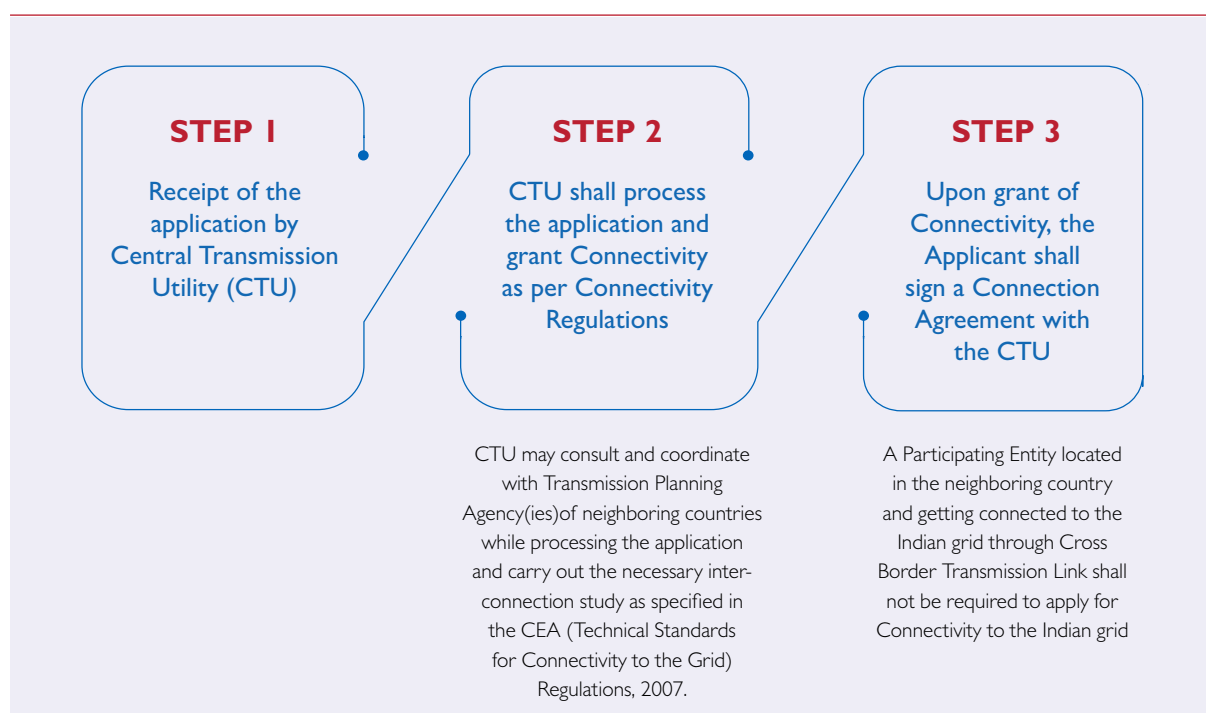 STEP 1
Receipt of the
application by
Central Transmission
Utility (CTU)
STEP 2
CTU shall process
the application and
grant Connectivity
as per Connectivity
Regulations
CTU may consult and coordinate
with Transmission Planning
Agency(ies)of neighboring countries
while processing the application
and carry out the necessary inter-
connection study as specified in
the CEA (Technical Standards
for Connectivity to the Grid)
Regulations, 2007.
STEP 3
Upon grant of
Connectivity, the
Applicant shall
sign a Connection
Agreement with
the CTU
A Participating Entity located
in the neighboring country
and getting connected to the
Indian grid through Cross
Border Transmission Link shall
not be required to apply for
Connectivity to the Indian grid